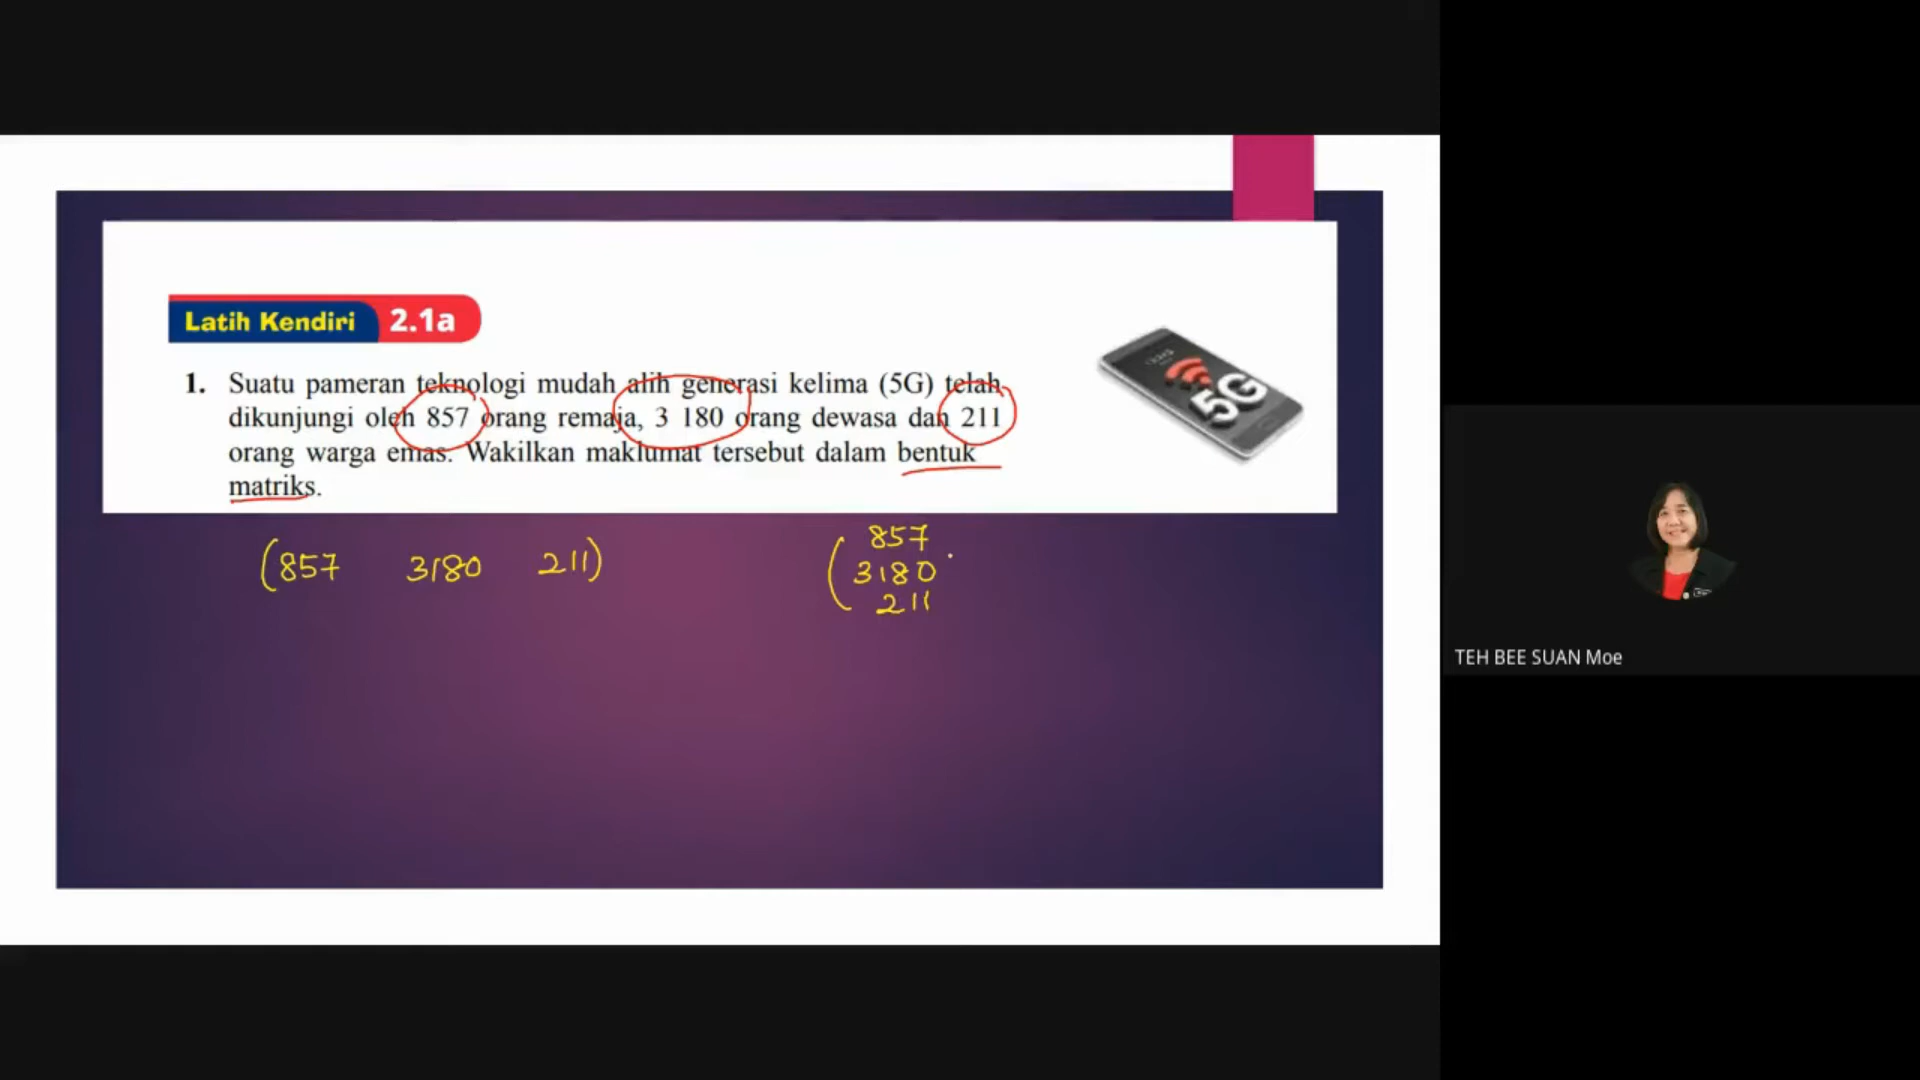 Latih Kendiri 2.1a
1. Suatu pameran teknologi mudah alih generasi kelima (5G) telah
dikunjungi oleh 857 orang remaja, 3 180 orang dewasa dan 211
orang warga emas. Wakilkan maklumat tersebut dalam bentuk
matriks.
5G
(857 3180 211)
(857
3180
211
TEH BEE SUAN Moe